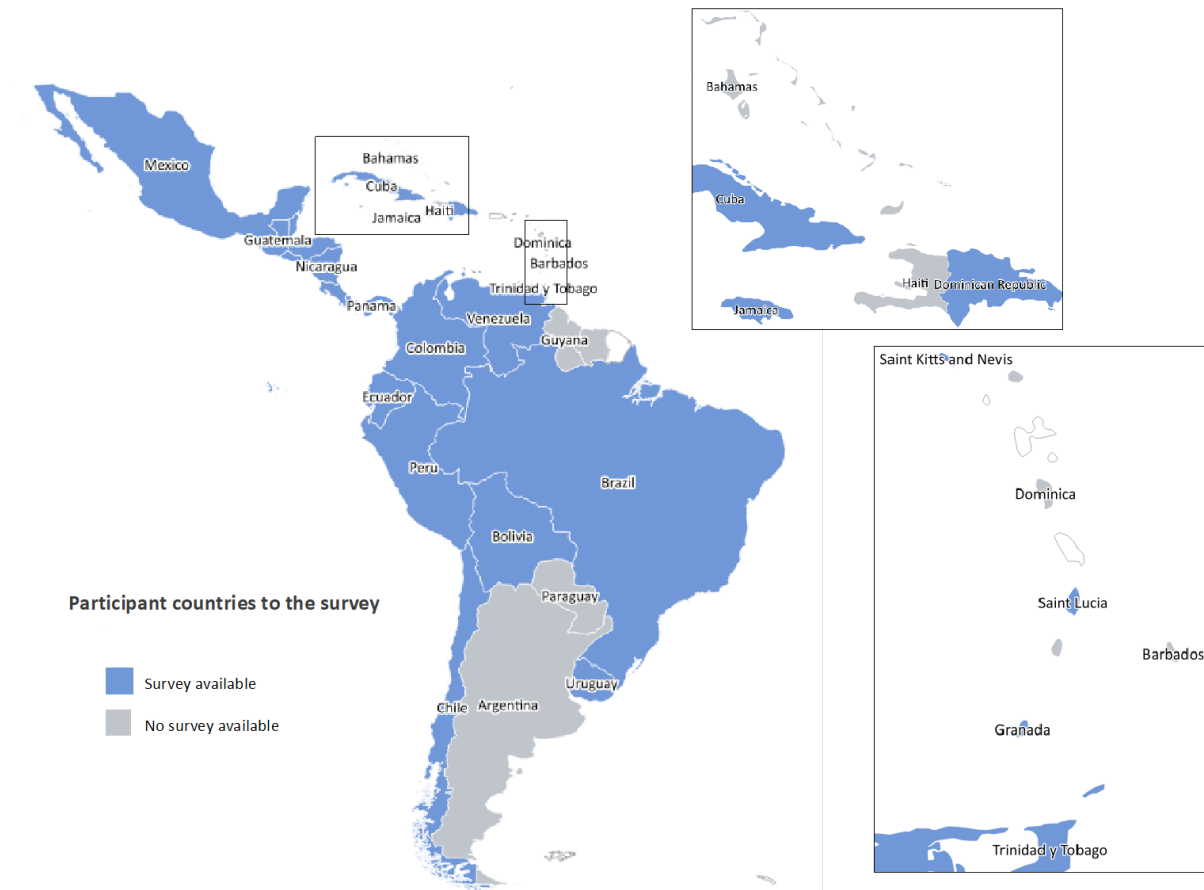 Mexico
Bahamas
Cuba
Jamaica
Haiti
Guatemala
Nicaragua
Panama
Dominica
Barbados
Trinidad y Tobago
Venezuela
Guyana
Colombia
Ecuador
Peru
Brazil
Bolivia
Paraguay
Uruguay
Chile
Argentina
Participant countries to the survey
Survey available
No survey available
Bahamas
Cuba
Haiti
Dominican Republic
Jamaica
Saint Kitts and Nevis
Dominica
Saint Lucia
Barbados
Granada
Trinidad y Tobago